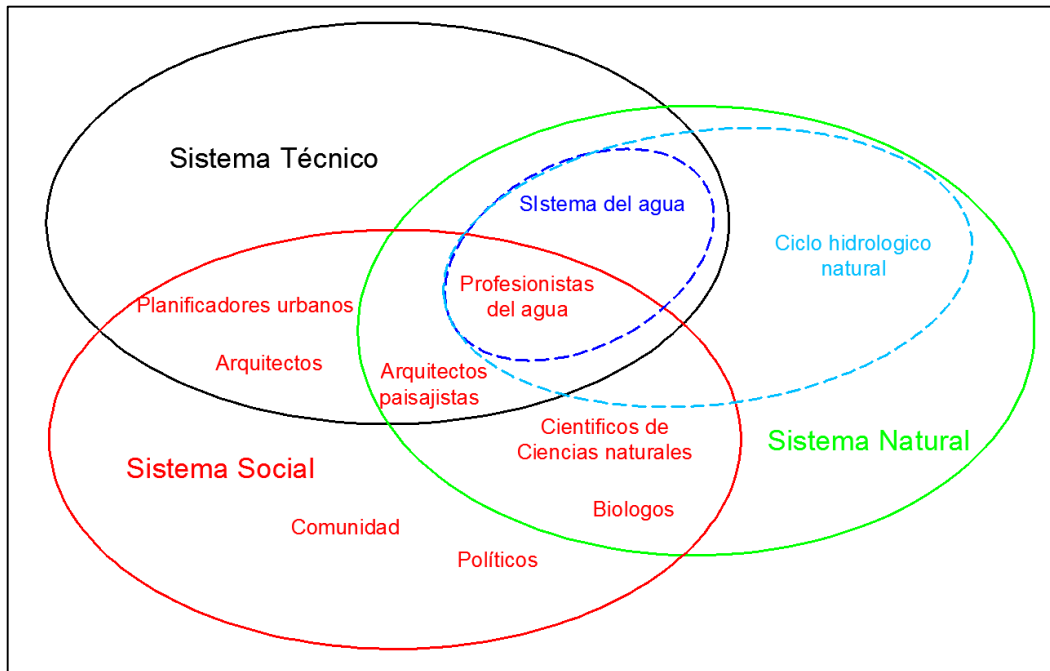 Sistema Técnico
SIstema del agua
Ciclo hidrologico
natural
Profesionistas
del agua
Planificadores urbanos
Arquitectos
Arquitectos
paisajistas
Cientificos de
Ciencias naturales
Sistema Natural
Sistema Social
Biologos
Comunidad
Políticos